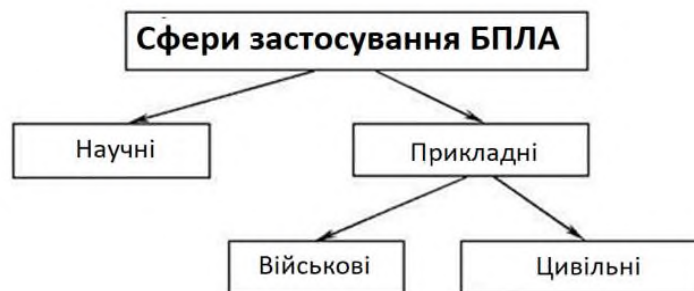 Сфери застосування БПЛА
Научні
Прикладні
Військові
Цивільні